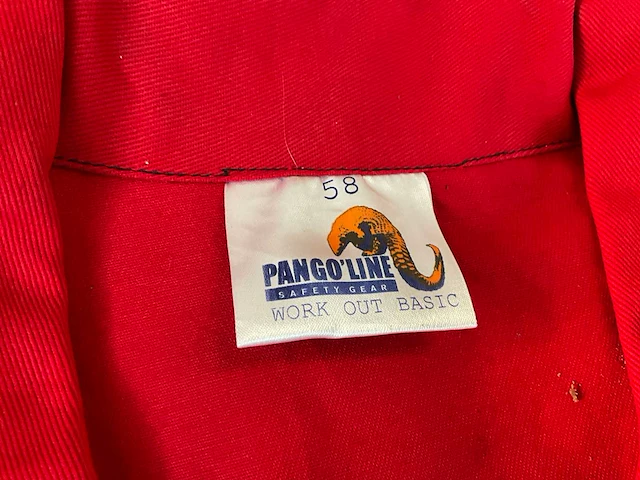 58
PANGO'LINE
SAFETY GEAR
WORK OUT BASIC